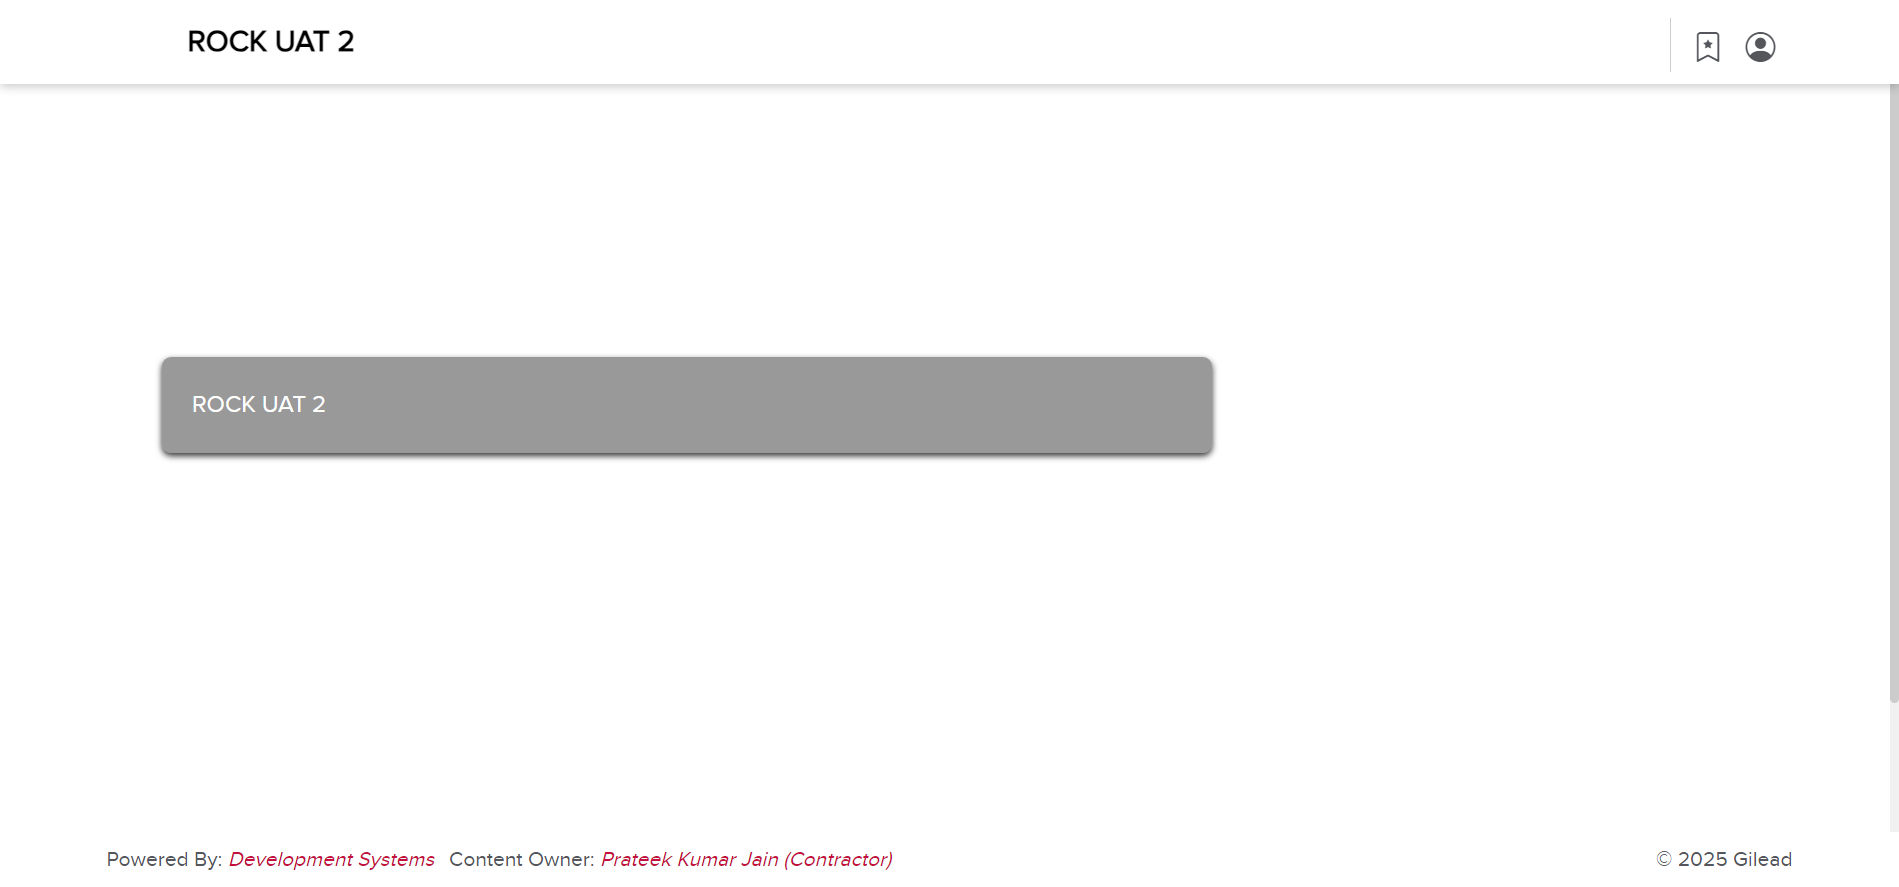 ROCK UAT 2
ROCK UAT 2
Powered By: Development Systems Content Owner: Prateek Kumar Jain (Contractor) © 2025 Gilead